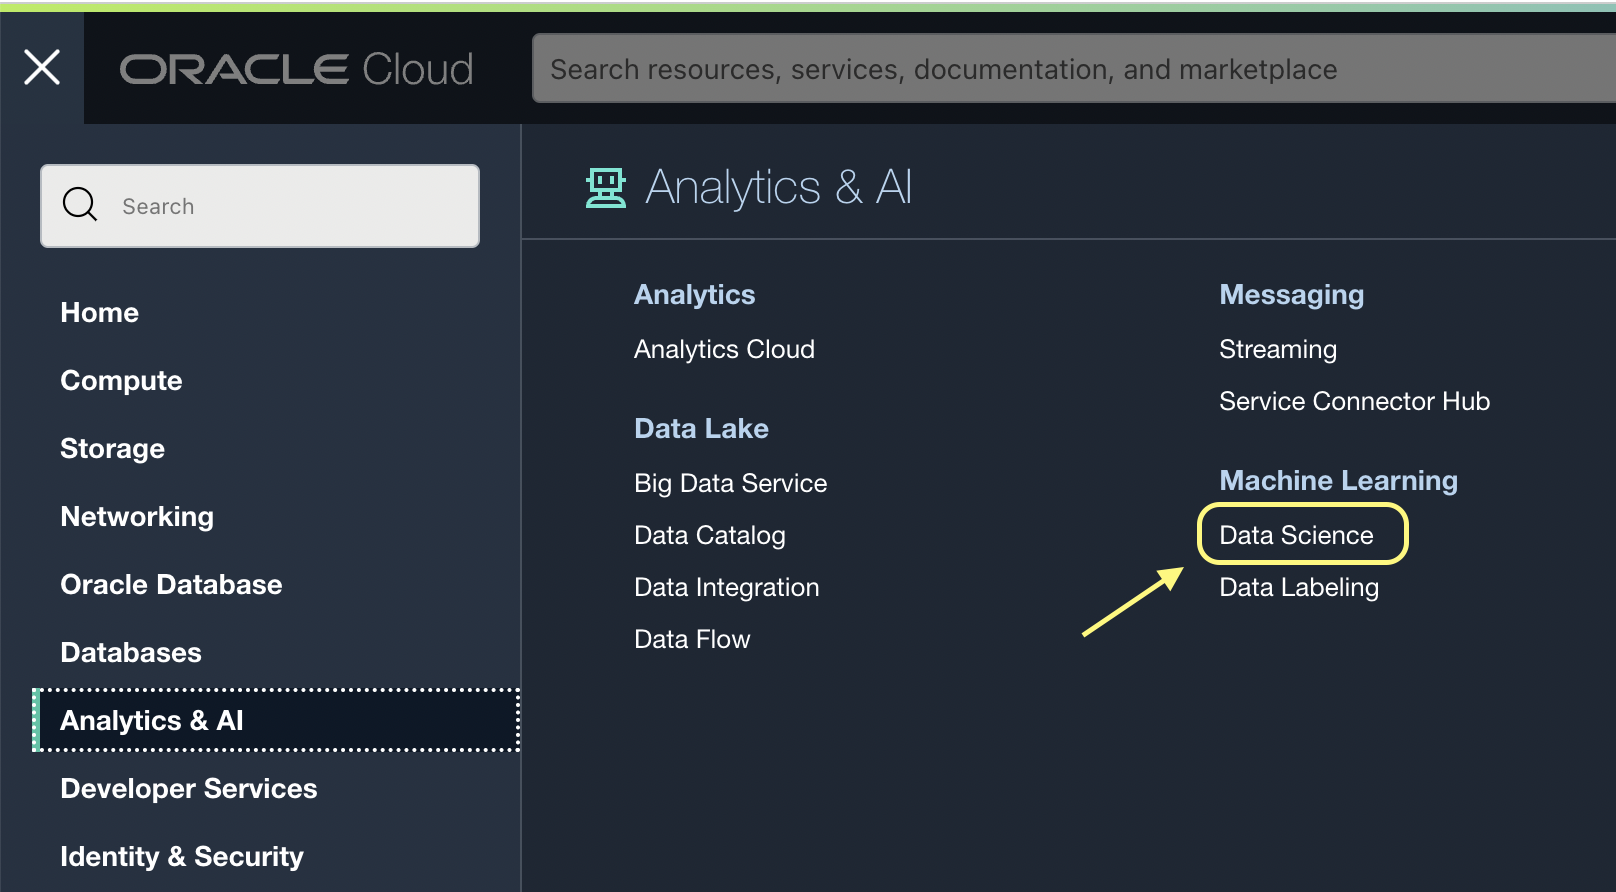 ORACLE Cloud
Search resources, services, documentation, and marketplace
Search
Home
Compute
Storage
Networking
Oracle Database
Databases
Analytics & AI
Developer Services
Identity & Security
Analytics & AI
Analytics
Analytics Cloud
Data Lake
Big Data Service
Data Catalog
Data Integration
Data Flow
Messaging
Streaming
Service Connector Hub
Machine Learning
Data Science
Data Labeling